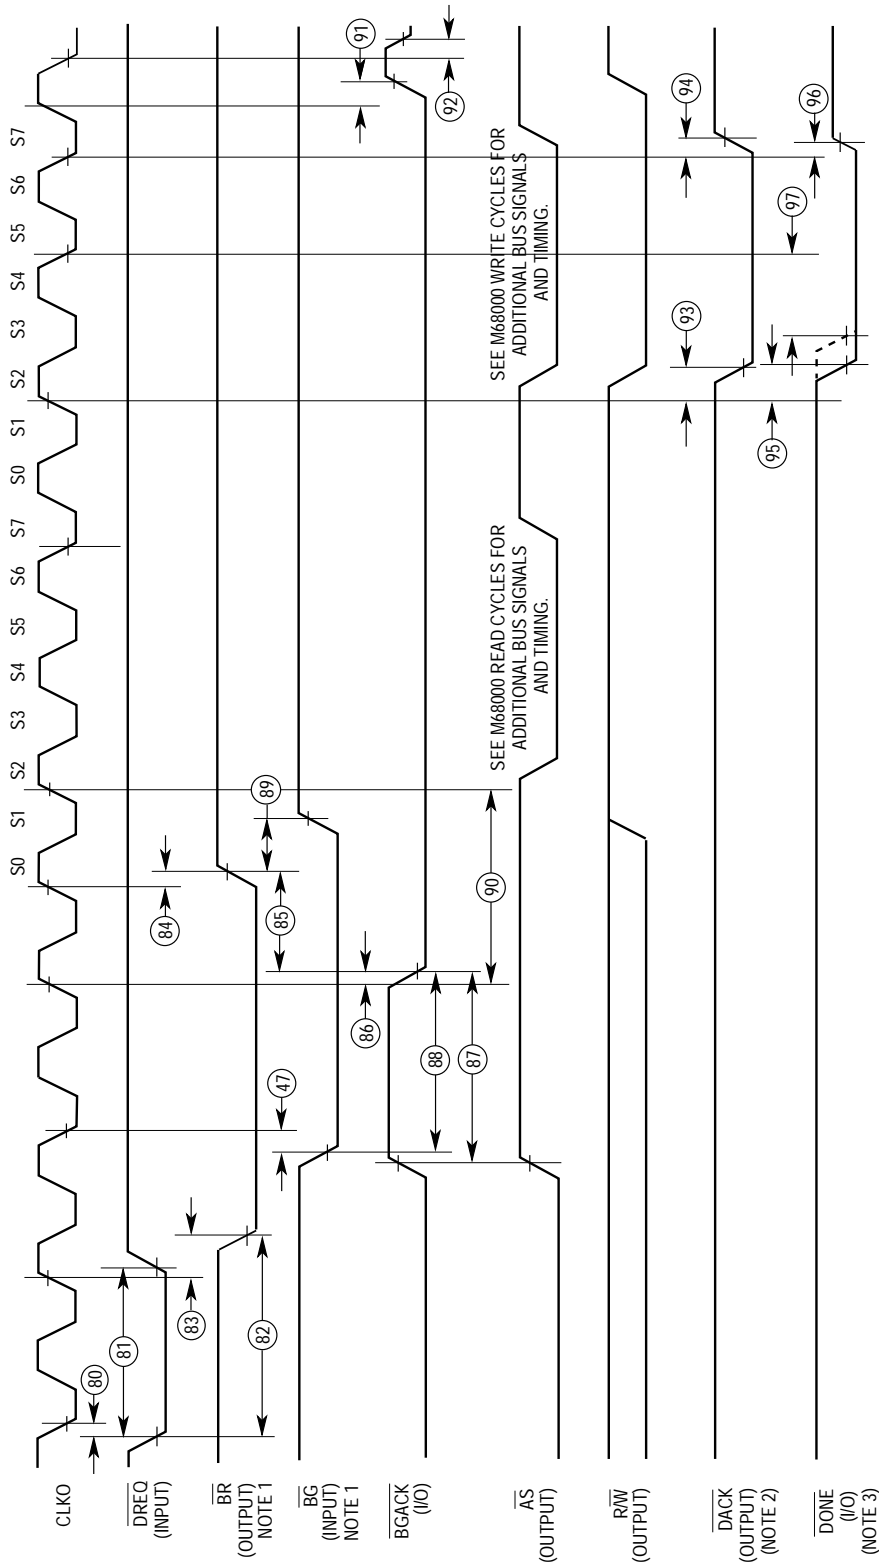 S0 S1 S2 S3 S4 S5 S6 S7 S0 S1 S2 S3 S4 S5 S6 S7
CLKO
80
DREQ
(INPUT)
81
84
83
BR
(OUTPUT)
NOTE 1
82
89
85
47
BG
(INPUT)
NOTE 1
91
86
BGACK
(I/O)
88
92
87
90
SEE M68000 READ CYCLES FOR
ADDITIONAL BUS SIGNALS
AND TIMING.
SEE M68000 WRITE CYCLES FOR
ADDITIONAL BUS SIGNALS
AND TIMING.
AS
(OUTPUT)
R/W
(OUTPUT)
93
94
DACK
(OUTPUT)
(NOTE 2)
95
97
96
DONE
(I/O)
(NOTE 3)